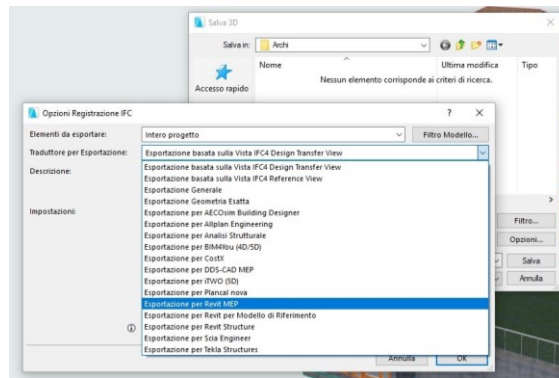 Salva 3D
Salva in: Archi
Accesso rapido
Nome Ultima modifica Tipo
Nessun elemento corrisponde ai criteri di ricerca.
Opzioni Registrazione IFC ? X
Elementi da esportare: Intero progetto Filtro Modello...
Traduttore per Esportazione: Esportazione basata sulla Vista IFC4 Design Transfer View
Descrizione:
Impostazioni:
Esportazione basata sulla Vista IFC4 Design Transfer View
Esportazione basata sulla Vista IFC4 Reference View
Esportazione Generale
Esportazione Geometria Esatta
Esportazione per AECOsim Building Designer
Esportazione per Allplan Engineering
Esportazione per Analisi Strutturale
Esportazione per BIM4You (4D/5D)
Esportazione per CostX
Esportazione per DDS-CAD MEP
Esportazione per iTWO (5D)
Esportazione per Plancal nova
Esportazione per Revit MEP
Esportazione per Revit per Modello di Riferimento
Esportazione per Revit Structure
Esportazione per Scia Engineer
Esportazione per Tekla Structures
Filtro...
Opzioni...
Salva
Annulla
Annulla OK